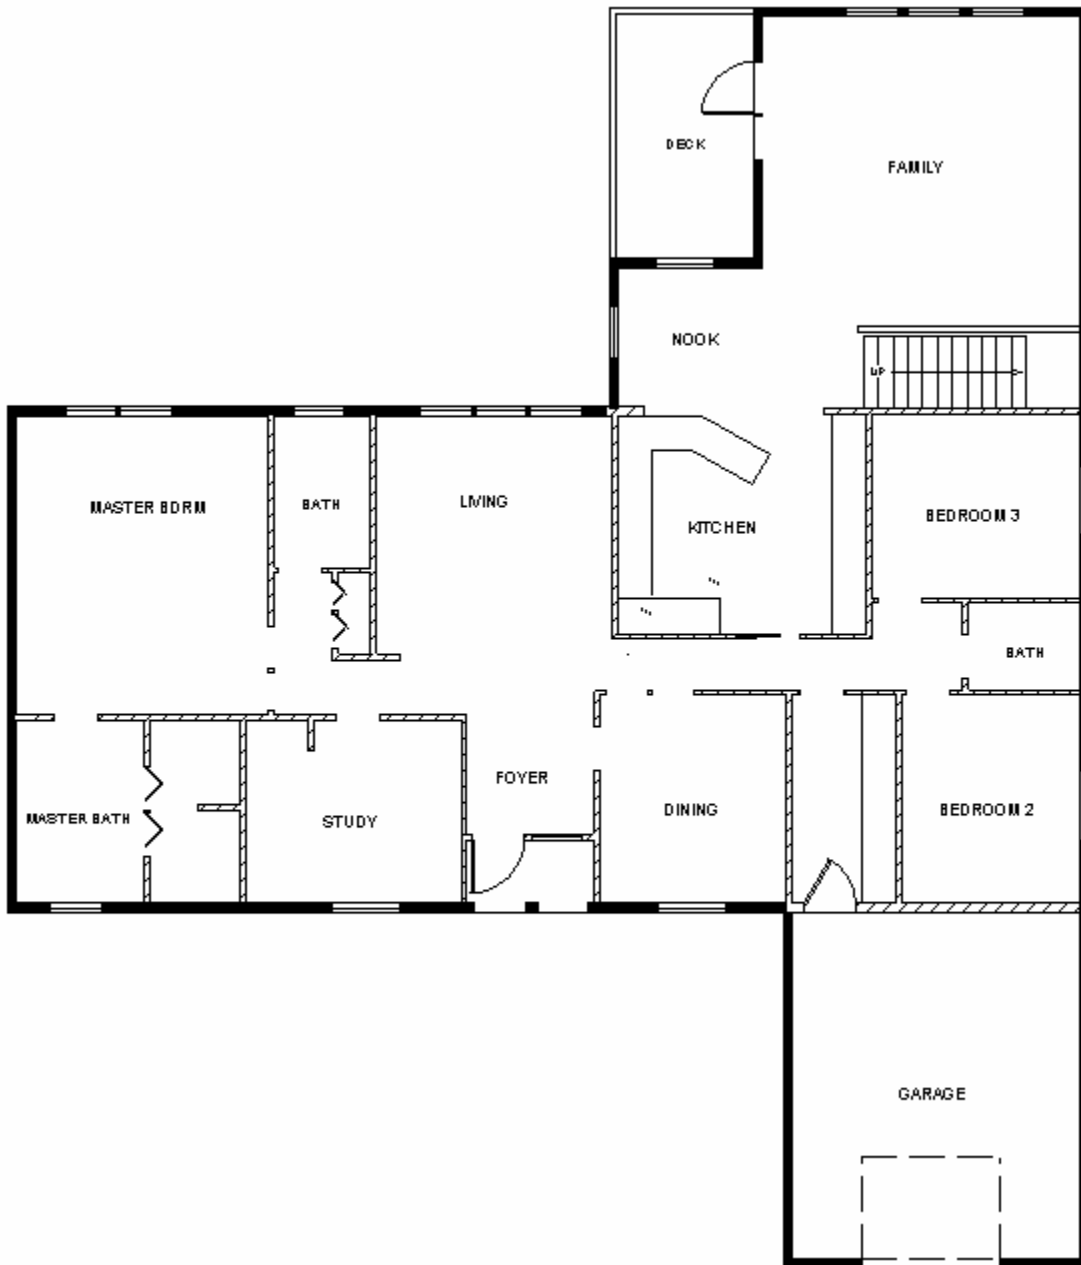 DECK
FAMILY
NOOK
UP
MASTER BDRM
BATH
LIVING
KITCHEN
BEDROOM 3
BATH
FOYER
MASTER BATH
STUDY
DINING
BEDROOM 2
GARAGE